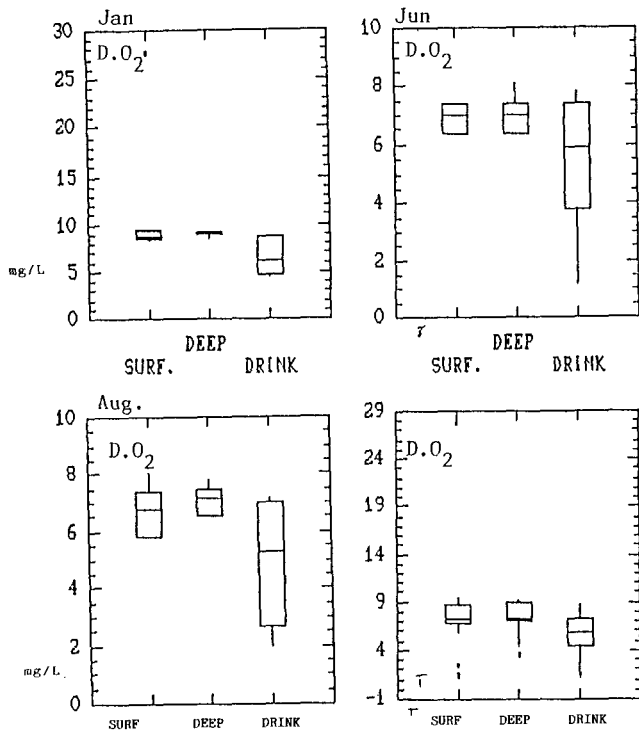 Jan
30
D.O2
25
20
15
10
mg/L
5
0
DEEP
SURF. DRINK
Jun
10
D.O2
8
6
4
2
0
DEEP
SURF. DRINK
Aug.
10
D.O2
8
6
4
2
mg/L
0
SURF DEEP DRINK
29
D.O2
24
19
14
9
4
-1
SURF DEEP DRINK